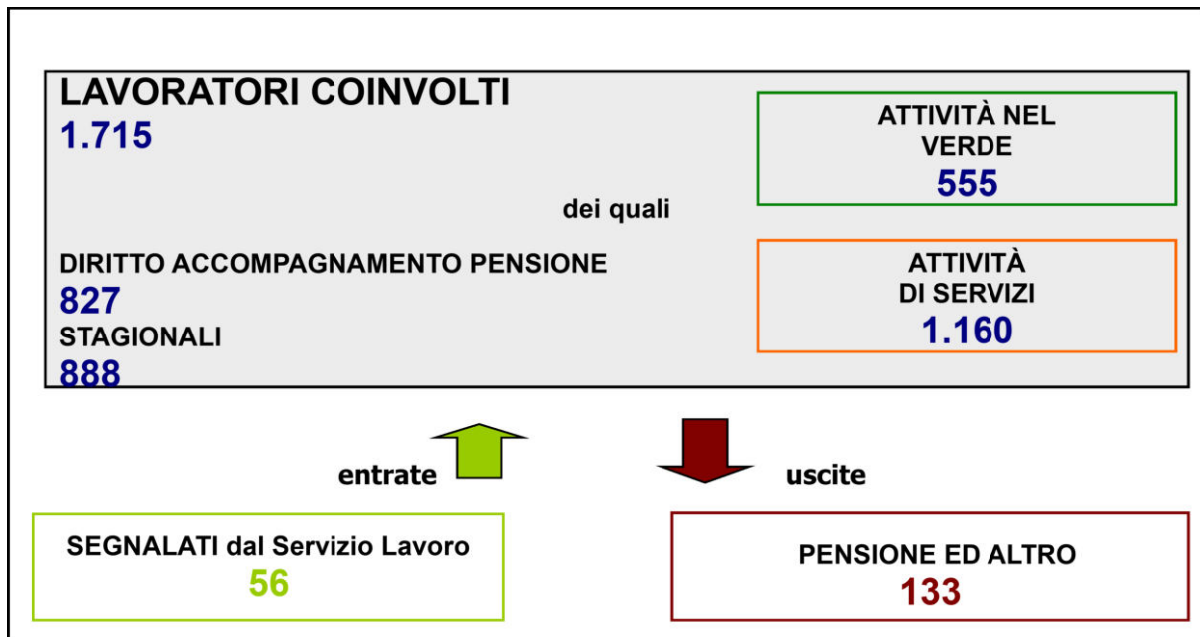 LAVORATORI COINVOLTI
1.715
dei quali
DIRITTO ACCOMPAGNAMENTO PENSIONE
827
STAGIONALI
888
ATTIVITÀ NEL
VERDE
555
ATTIVITÀ
DI SERVIZI
1.160
entrate
uscite
SEGNALATI dal Servizio Lavoro
56
PENSIONE ED ALTRO
133